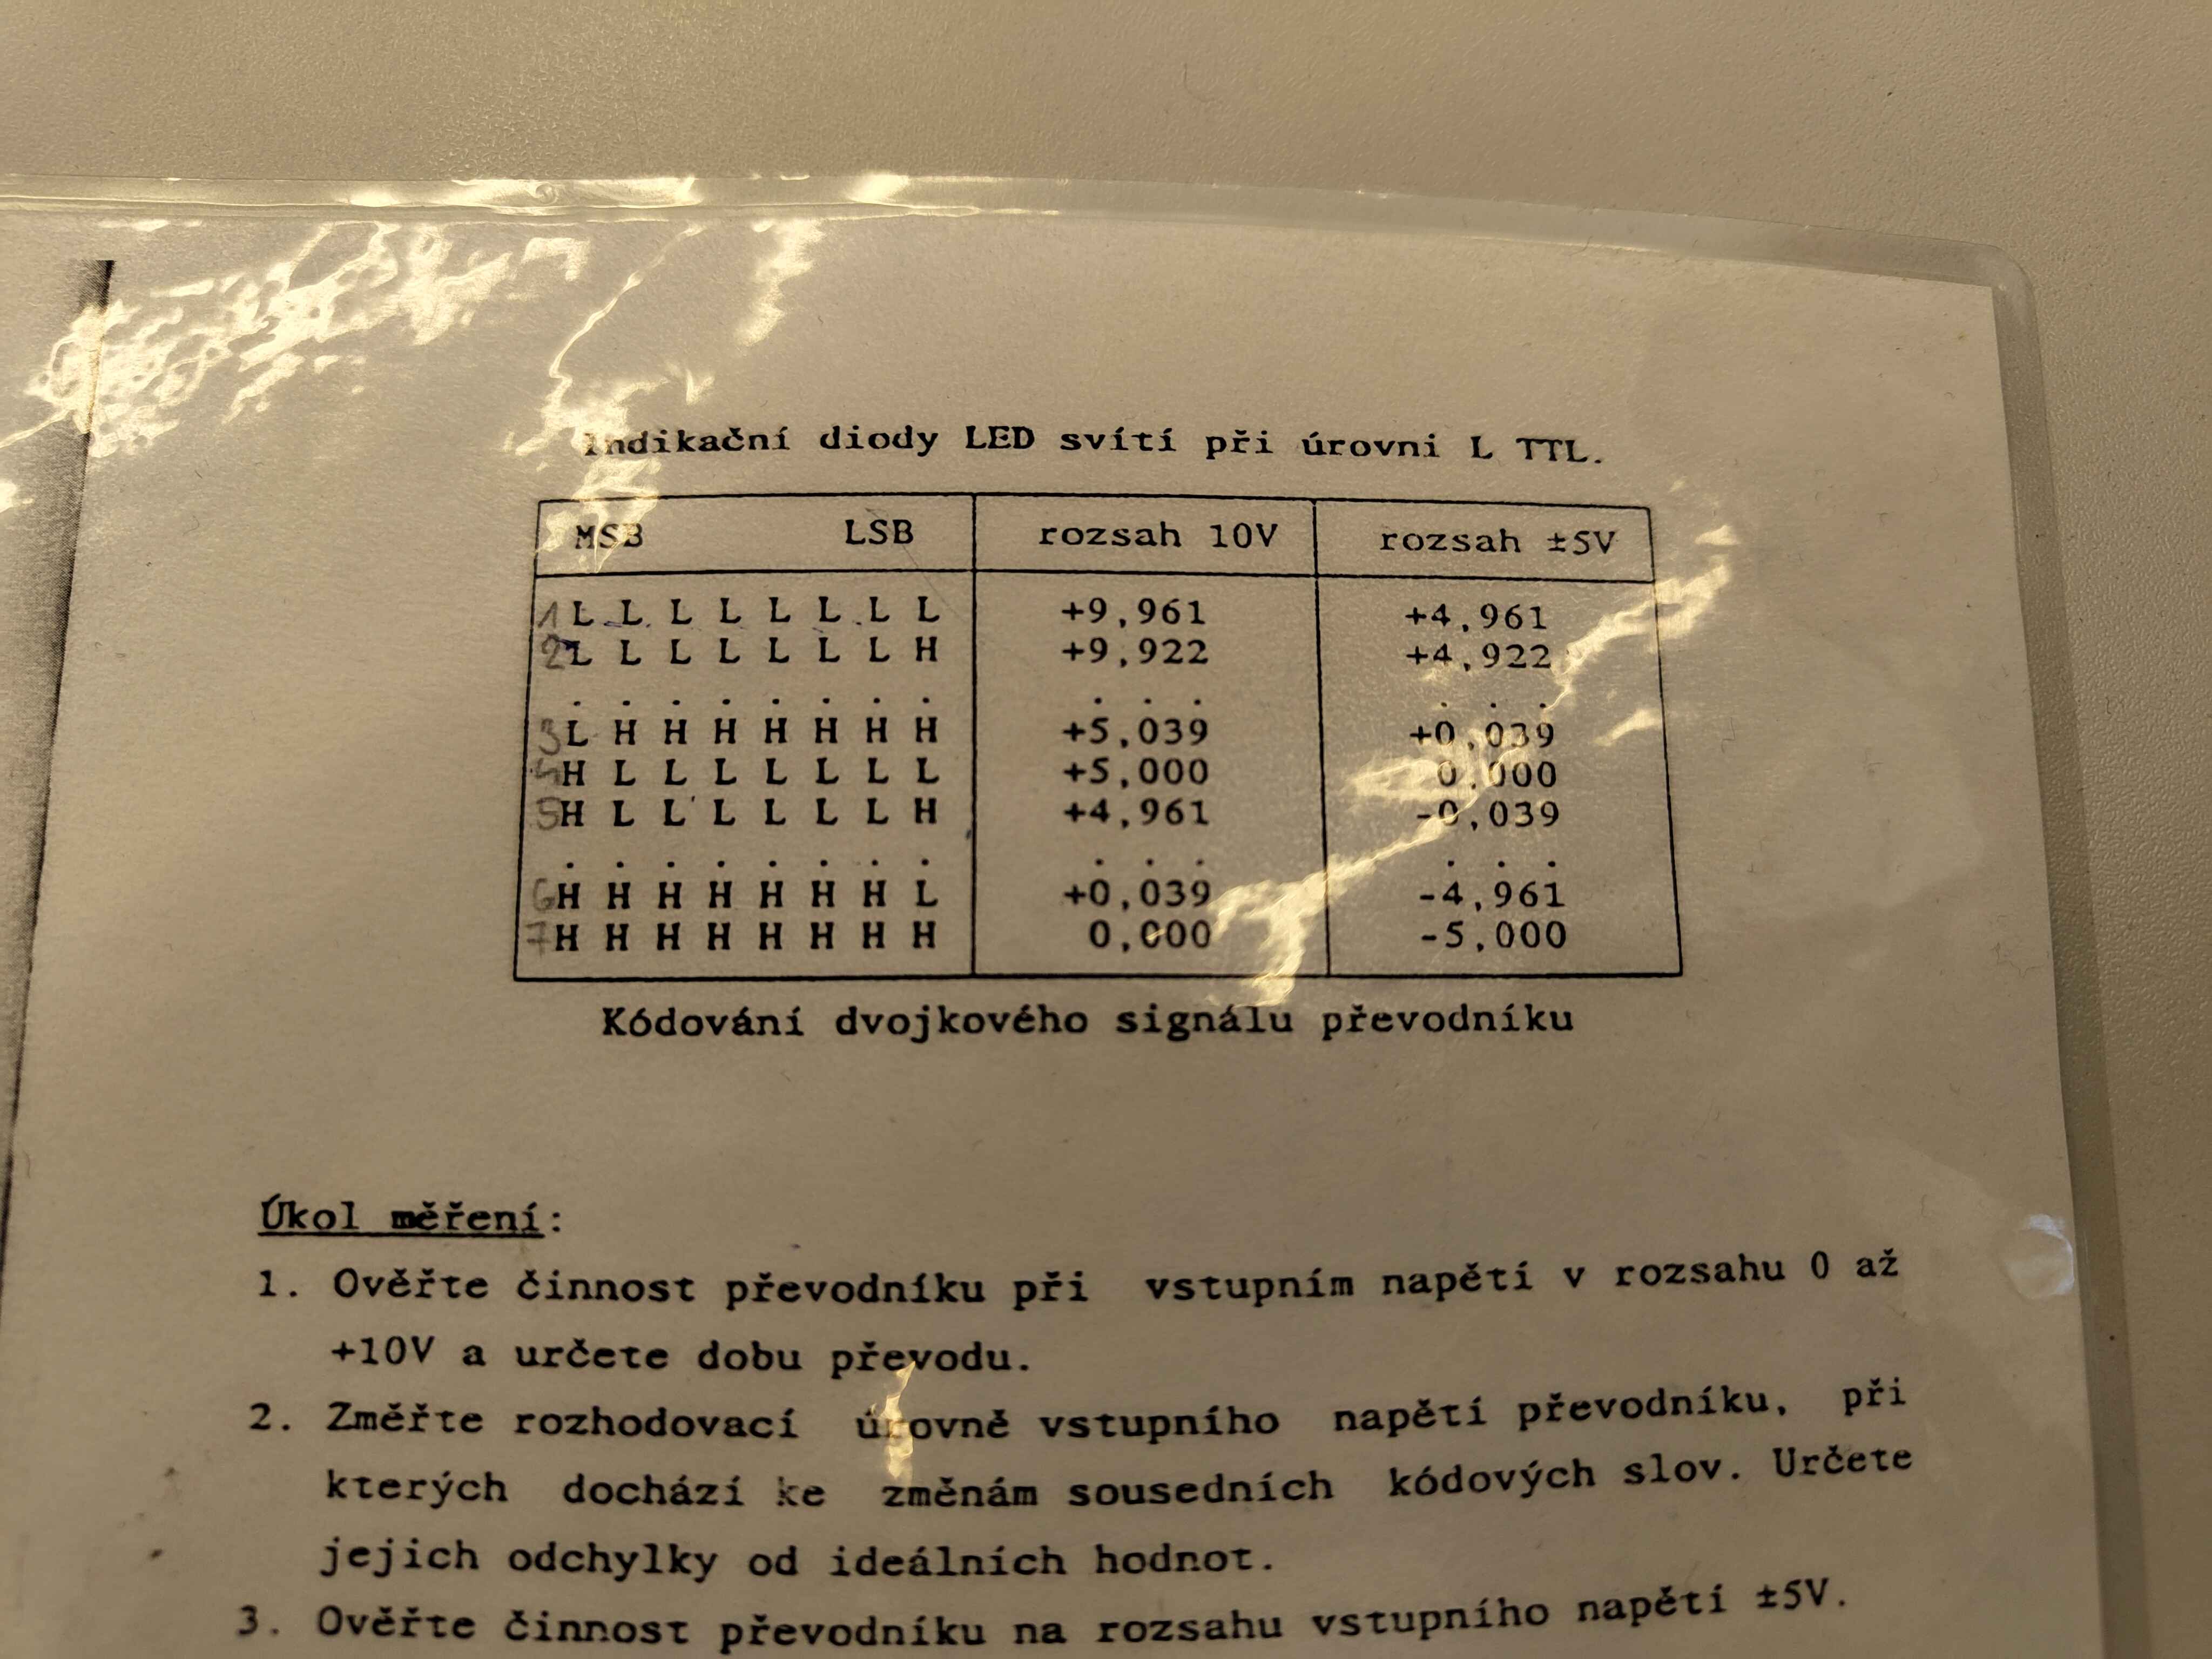 Indikační diody LED svítí při úrovni L TTL.
MSB LSB rozsah 10V rozsah ±5V
1 L L L L L L L L +9,961 +4,961
2 L L L L L L L H +9,922 +4,922
. . . . . . . . . . . . . .
3 L H H H H H H H +5,039 +0,039
4 H L L L L L L L +5,000 0,000
5 H L L L L L L H +4,961 -0,039
. . . . . . . . . . . . . .
6 H H H H H H H L +0,039 -4,961
7 H H H H H H H H 0,000 -5,000
Kódování dvojkového signálu převodníku
Úkol měření:
1. Ověřte činnost převodníku při vstupním napětí v rozsahu 0 až
+10V a určete dobu převodu.
2. Změřte rozhodovací úrovně vstupního napětí převodníku, při
kterých dochází ke změnám sousedních kódových slov. Určete
jejich odchylky od ideálních hodnot.
3. Ověřte činnost převodníku na rozsahu vstupního napětí ±5V.